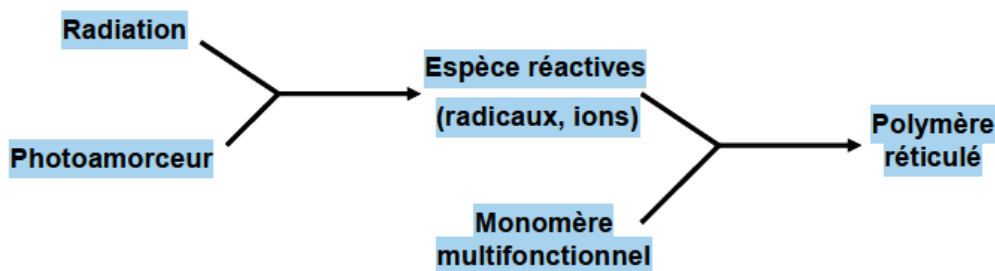 Radiation
Photoamorceur
Espèce réactives
(radicaux, ions)
Monomère
multifonctionnel
Polymère
réticulé